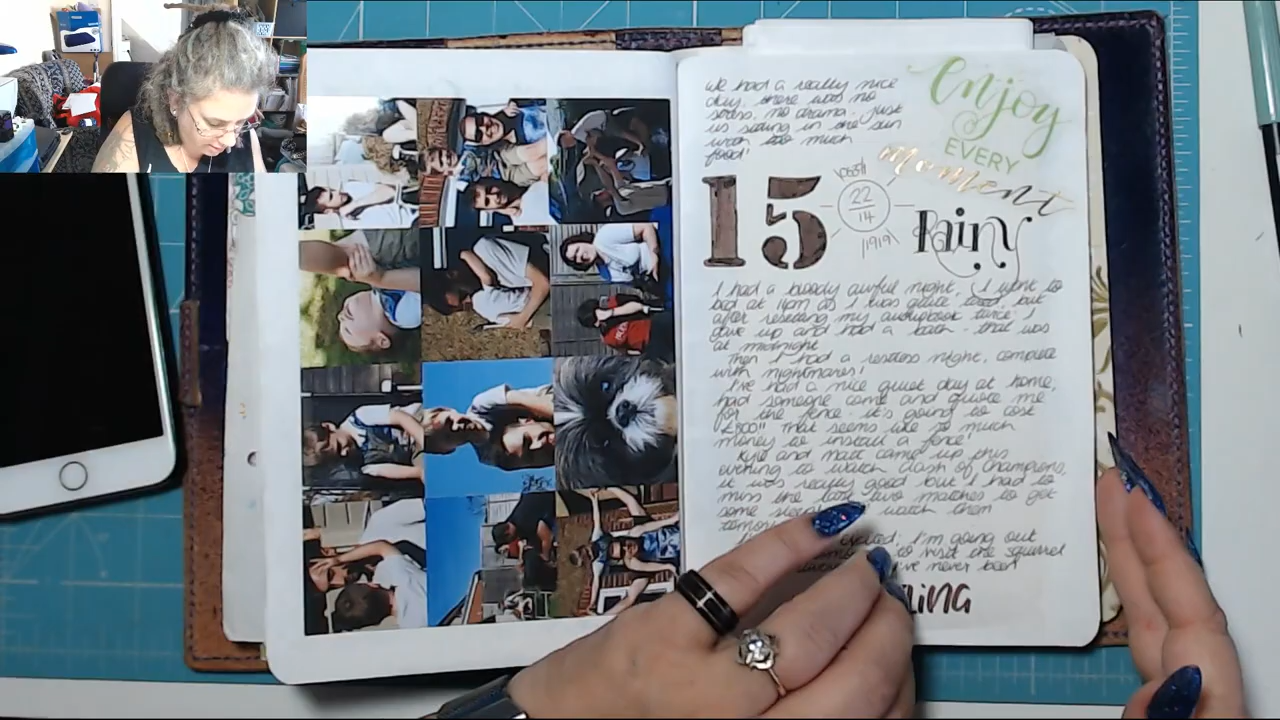 we had a really nice
day, there was no
stress, no drama, just
us sitting in the sun
with too much
food!
Enjoy
EVERY
moment
15
22
14
Rainy
I had a bloody awful night, I went to
bed at 11pm as I was quite tired, but
after reseting my audiobook twice I
gave up and had a bath - that was
at midnight
Then I had a restless night, complete
with nightmares!
I've had a nice quiet day at home,
had someone come and quote me
for the fence. it's going to cost
£800!! That seems like so much
money to install a fence!
Kyle and Matt came up this
evening to watch Clash of Champions,
it was really good but I had to
miss the last two matches to get
some watch them
I'm going out
to visit the squirrel
I've never been